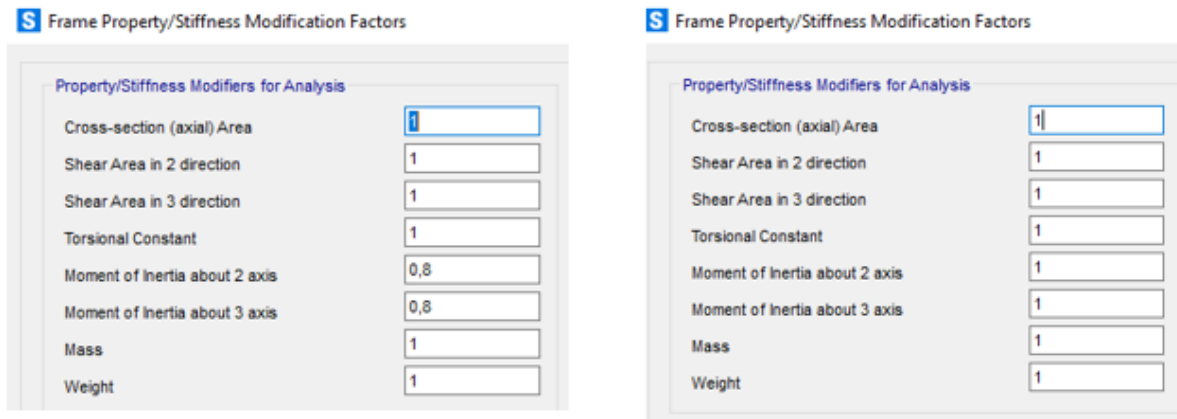 S Frame Property/Stiffness Modification Factors
Property/Stiffness Modifiers for Analysis
Cross-section (axial) Area 1
Shear Area in 2 direction 1
Shear Area in 3 direction 1
Torsional Constant 1
Moment of Inertia about 2 axis 0,8
Moment of Inertia about 3 axis 0,8
Mass 1
Weight 1
S Frame Property/Stiffness Modification Factors
Property/Stiffness Modifiers for Analysis
Cross-section (axial) Area 1
Shear Area in 2 direction 1
Shear Area in 3 direction 1
Torsional Constant 1
Moment of Inertia about 2 axis 1
Moment of Inertia about 3 axis 1
Mass 1
Weight 1